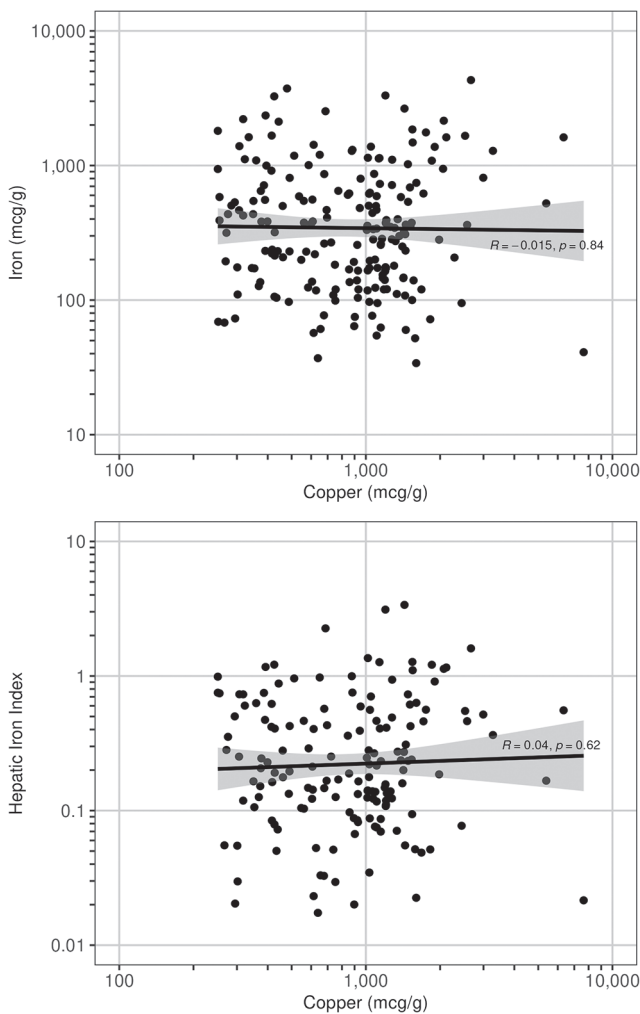 10,000
1,000
100
10
Iron (mcg/g)
R = −0.015, p = 0.84
100
1,000
10,000
Copper (mcg/g)
10
1
0.1
0.01
Hepatic Iron Index
R = 0.04, p = 0.62
100
1,000
10,000
Copper (mcg/g)